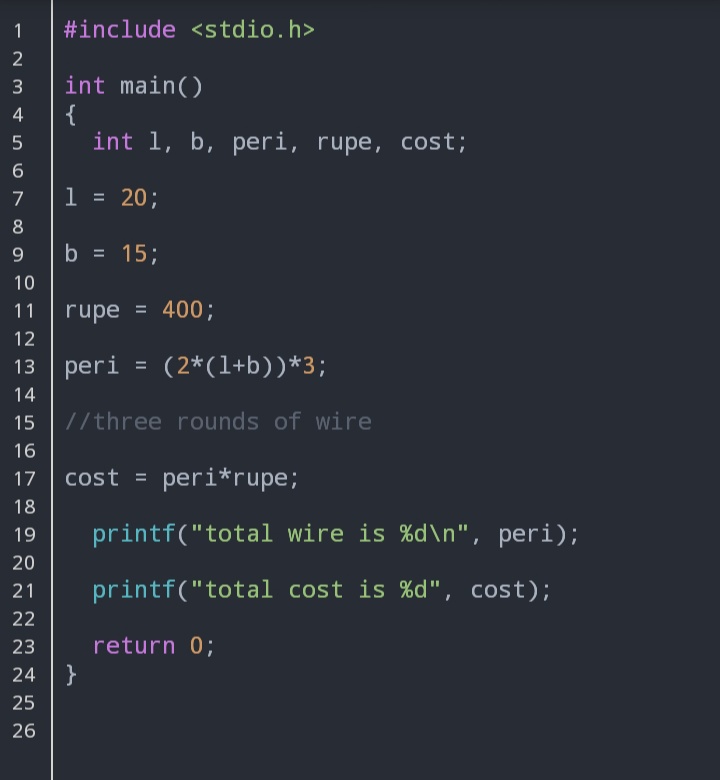 1 #include <stdio.h>
2
3 int main()
4 {
5 int l, b, peri, rupe, cost;
6
7 l = 20;
8
9 b = 15;
10
11 rupe = 400;
12
13 peri = (2*(l+b))*3;
14
15 //three rounds of wire
16
17 cost = peri*rupe;
18
19 printf("total wire is %d\n", peri);
20
21 printf("total cost is %d", cost);
22
23 return 0;
24 }
25
26